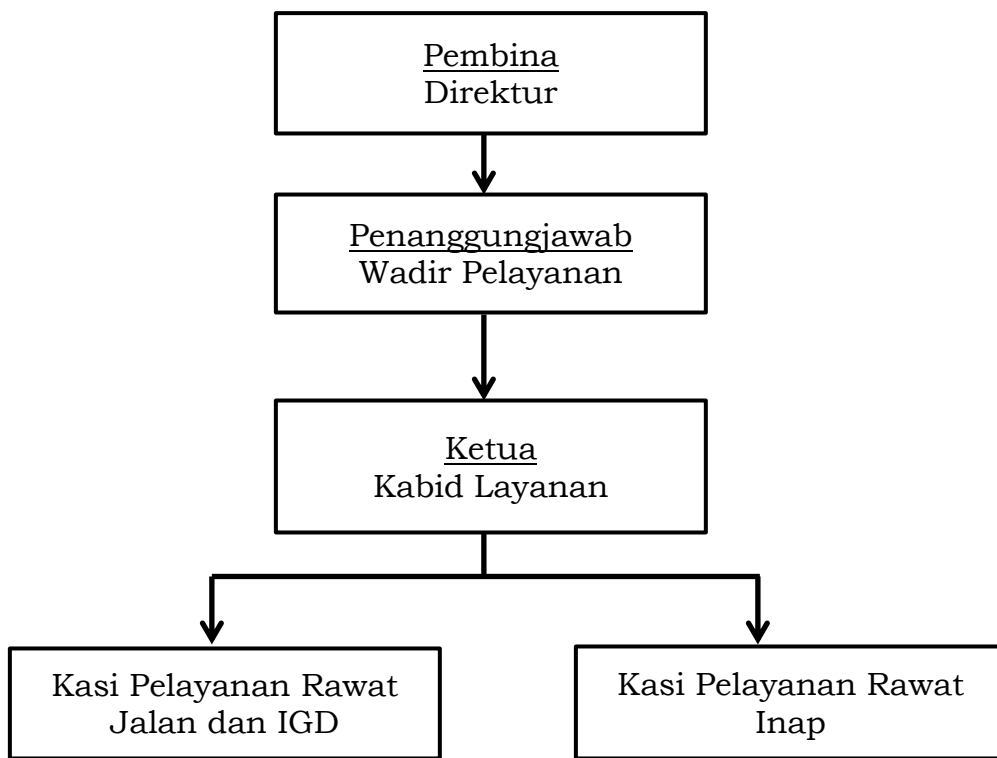 Pembina
Direktur
Penanggungjawab
Wadir Pelayanan
Ketua
Kabid Layanan
Kasi Pelayanan Rawat
Jalan dan IGD
Kasi Pelayanan Rawat
Inap